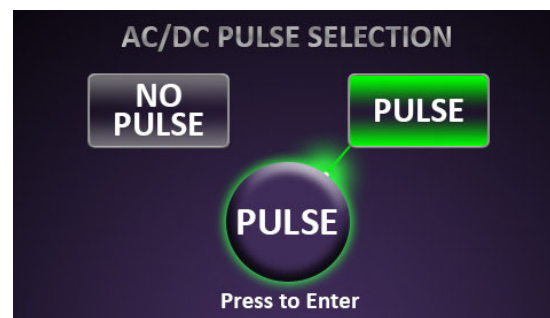 AC/DC PULSE SELECTION
NO
PULSE
PULSE
PULSE
Press to Enter